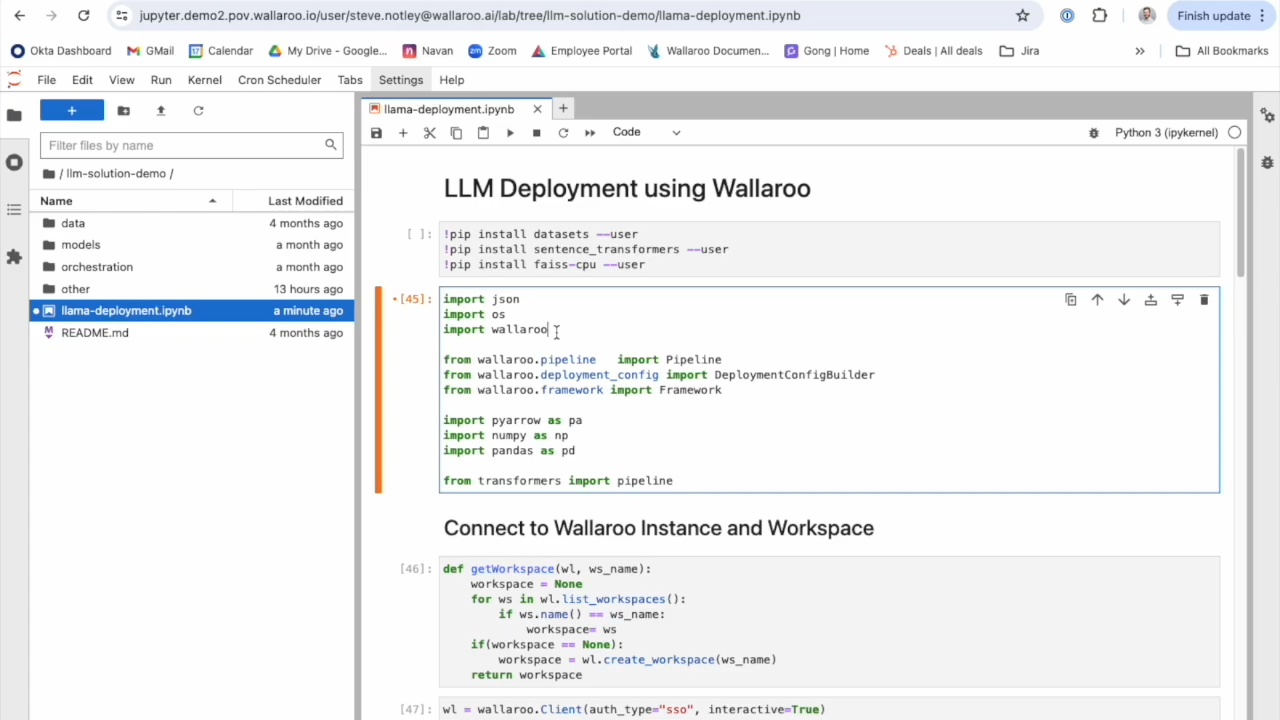 jupyter.demo2.pov.wallaroo.io/user/steve.notley@wallaroo.ai/lab/tree/llm-solution-demo/llama-deployment.ipynb
Finish update
Okta Dashboard GMail Calendar My Drive - Google... Navan Zoom Employee Portal Wallaroo Documen... Gong | Home Deals | All deals Jira » All Bookmarks
File Edit View Run Kernel Cron Scheduler Tabs Settings Help
+
Filter files by name
/ llm-solution-demo /
Name Last Modified
data 4 months ago
models a month ago
orchestration a month ago
other 13 hours ago
llama-deployment.ipynb a minute ago
README.md 4 months ago
llama-deployment.ipynb
Code
Python 3 (ipykernel)
LLM Deployment using Wallaroo
[ ]: !pip install datasets --user
!pip install sentence_transformers --user
!pip install faiss-cpu --user
•[45]: import json
import os
import wallaroo
from wallaroo.pipeline   import Pipeline
from wallaroo.deployment_config import DeploymentConfigBuilder
from wallaroo.framework import Framework
import pyarrow as pa
import numpy as np
import pandas as pd
from transformers import pipeline
Connect to Wallaroo Instance and Workspace
[46]: def getWorkspace(wl, ws_name):
    workspace = None
    for ws in wl.list_workspaces():
        if ws.name() == ws_name:
            workspace= ws
    if(workspace == None):
        workspace = wl.create_workspace(ws_name)
    return workspace
[47]: wl = wallaroo.Client(auth_type="sso", interactive=True)